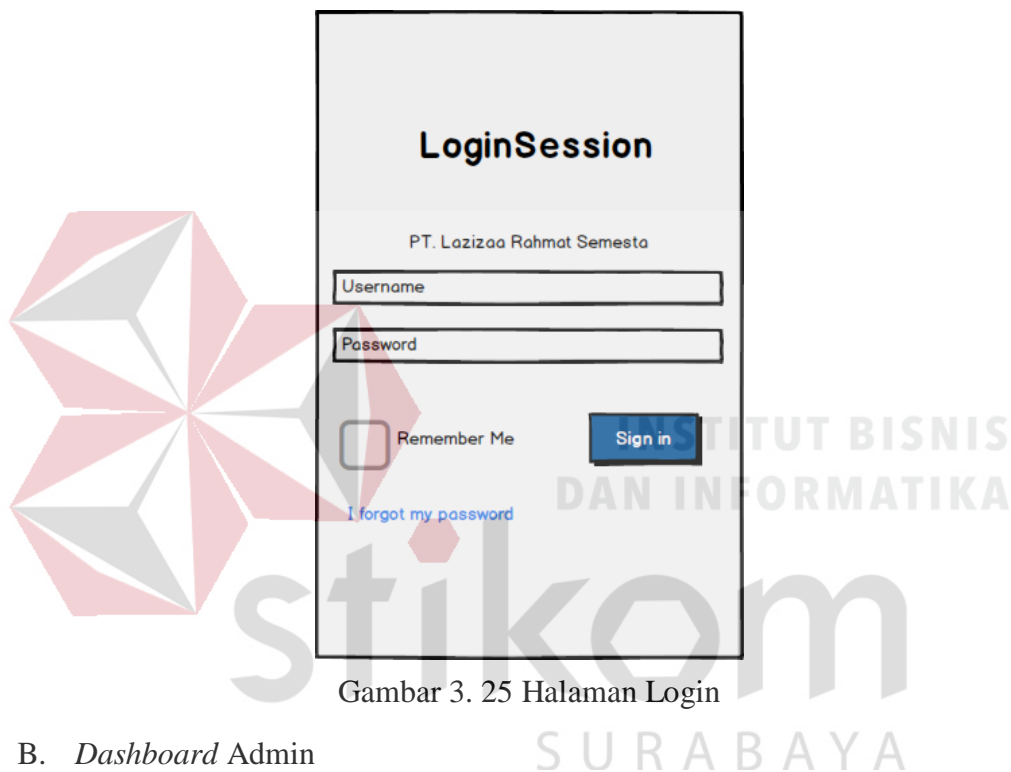 LoginSession
PT. Lazizaa Rahmat Semesta
Username
Password
Remember Me
Sign in
I forgot my password
INSTITUT BISNIS
DAN INFORMATIKA
stikom
SURABAYA
Gambar 3. 25 Halaman Login
B. Dashboard Admin